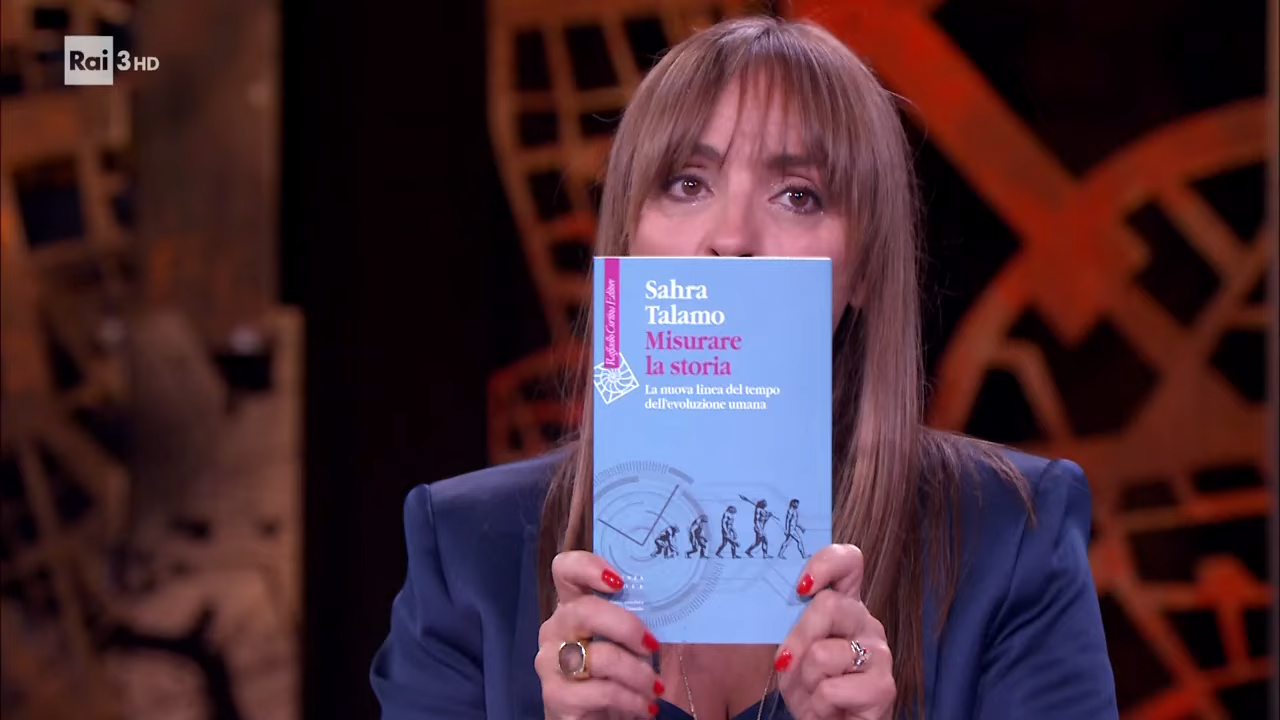 Rai 3HD
Sahra
Talamo
Misurare
la storia
La nuova linea del tempo
dell'evoluzione umana
Raffaello Cortina Editore